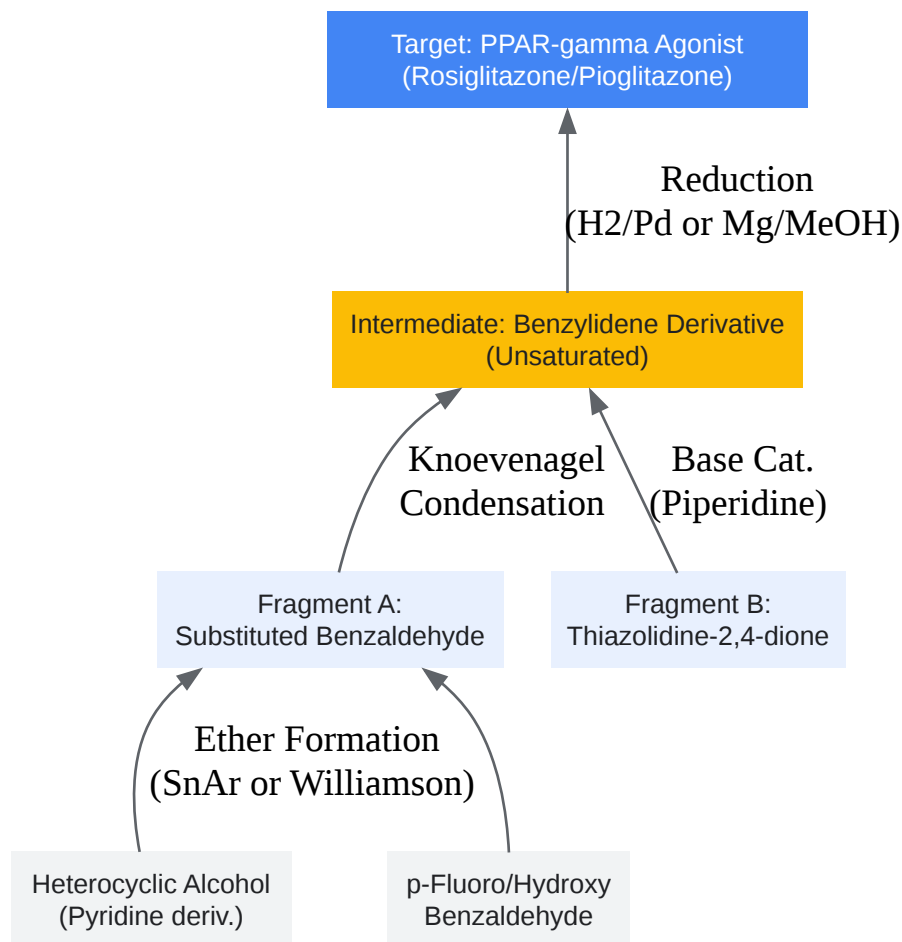 Target: PPAR-gamma Agonist
(Rosiglitazone/Pioglitazone)
Reduction
(H2/Pd or Mg/MeOH)
Intermediate: Benzylidene Derivative
(Unsaturated)
Knoevenagel
Condensation
Base Cat.
(Piperidine)
Fragment A:
Substituted Benzaldehyde
Fragment B:
Thiazolidine-2,4-dione
Ether Formation
(SnAr or Williamson)
Heterocyclic Alcohol
(Pyridine deriv.)
p-Fluoro/Hydroxy
Benzaldehyde